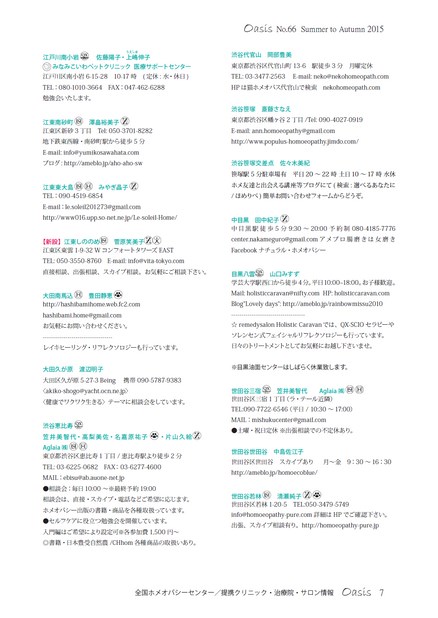 Oasis No.66 Summer to Autumn 2015
江戸川南小岩 佐藤陽子・上嶋伸子
みなみこいわペットクリニック 医療サポートセンター
江戸川区南小岩 6-15-28 10-17 時 (定休:水・休日)
TEL:080-1010-3664 FAX:047-462-6288
勉強会いたします。
江東南砂町 澤畠裕美子
江東区新砂 3 丁目 Tel: 050-3701-8282
地下鉄東西線・南砂町駅から徒歩 5 分
E-mail: info@yumikosawahata.com
ブログ:http://ameblo.jp/aho-aho-sw
江東東大島 みやぎ晶子
TEL:090-4519-6854
E-mail:le.soleil201273@gmail.com
http://www016.upp.so-net.ne.jp/Le-soleil-Home/
【新設】江東しののめ 菅原笑美子
江東区東雲 1-9-32 W コンフォートタワーズ EAST
TEL: 050-3550-8760 E-mail: info@vita-tokyo.com
直接相談、出張相談、スカイプ相談。お気軽にご相談下さい。
大田南馬込 豊田静恵
http://hashibamihome.web.fc2.com
hashibami.home@gmail.com
お気軽にお問い合わせください。
レイキヒーリング・リフレクソロジーも行っています。
大田久が原 渡辺明子
大田区久が原 5-27-3 Being 携帯 090-5787-9383
〈akiko-shogo@yacht.ocn.ne.jp〉
〈健康でワクワク生きる〉テーマに相談会をしています。
渋谷恵比寿
笠井美智代・高梨美佐・名嘉原祐子・片山久絵
Aglaia ㈱
東京都渋谷区恵比寿 1 丁目 / 恵比寿駅より徒歩 2 分
TEL: 03-6225-0682 FAX: 03-6277-4600
MAIL:ebisu@ab.auone-net.jp
●相談会:毎日 10:00 〜※最終予約 19:00
相談会は、直接・スカイプ・電話などご希望に応じます。
ホメオパシー出版の書籍・商品を各種取扱っています。
●セルフケアに役立つ勉強会を開催しています。
入門編はご希望により設定可※各参加費 1,500 円〜
◎書籍・日本豊受自然農 /CHhom 各種商品の取扱いあり。
渋谷代官山 岡部豊美
東京都渋谷区代官山町 13-6 駅徒歩 3 分 月曜定休
TEL: 03-3477-2563 E-mail: neko@nekohomeopath.com
HP は猫ホメオパス代官山で検索 nekohomeopath.com
渋谷笹塚 斎藤さなえ
東京都渋谷区幡ヶ谷 2 丁目 /Tel: 090-4027-0919
E-mail: ann.homoeopathy@gmail.com
http://www.populus-homoeopathy.jimdo.com/
渋谷笹塚交差点 佐々木美紀
笹塚駅 5 分駐車場有 平日 20 〜 22 時 土日 10 〜 17 時 水休
ホメ友達と出会える講座等ブログにて ( 検索 : 選べるあなたに
/ ほめりべ ) 簡単お問い合わせフォームからどうぞ。
中目黒 田中紀子
中目黒駅徒歩 5 分 9:30 〜 20:00 予約制 080-4185-7776
center.nakameguro@gmail.com アメブロ 腸磨きは女磨き
Facebook ナチュラル・ホメオパシー
目黒八雲 山口みすず
学芸大学駅西口から徒歩 4 分。平日 10:00-18:00。お子様歓迎。
Mail: holisticcaravan@nifty.com HP: holisticcaravan.com
Blog"Lovely days": http://ameblo.jp/rainbowmissu2010
☆ remedysalon Holistic Caravan では、QX-SCIO セラピーや
ソレンセン式フェイシャルリフレクソロジーも行っています。
日々のトリートメントとしてお気軽にお越し下さいませ。
※目黒油面センターはしばらく休業致します。
世田谷三宿 笠井美智代 Aglaia ㈱
世田谷区三宿 1 丁目 (ラ・テール近隣)
TEL:090-7722-6546 (平日 / 10:30 〜 17:00)
MAIL:mishukucenter@gmail.com
●土曜・祝日定休 ※出張相談での不定休あり。
世田谷世田谷 中島佐江子
世田谷区世田谷 スカイプあり 月〜金 9:30 〜 16:30
http://ameblo.jp/homoecoblue/
世田谷若林 清瀬純子
世田谷区若林 1-20-5 TEL:050-3479-5749
info@homoeopathy-pure.com 詳細は HP でご確認下さい。
出張、スカイプ相談有り。http://homoeopathy-pure.jp
全国ホメオパシーセンター/提携クリニック・治療院・サロン情報 Oasis 7